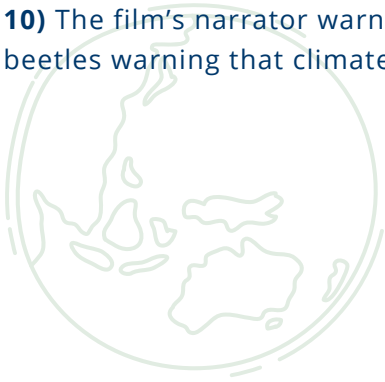 10) The film’s narrator warn
beetles warning that climate